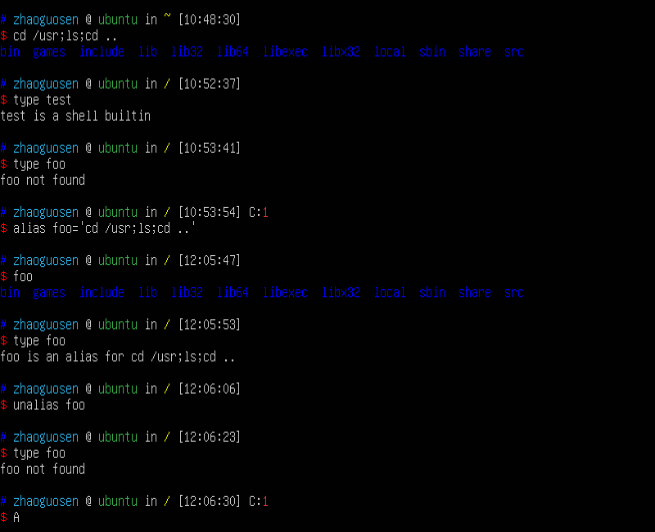 # zhaoguosen @ ubuntu in ~ [10:48:30]
$ cd /usr;ls;cd ..
bin games include lib lib32 lib64 libexec libx32 local sbin share src
# zhaoguosen @ ubuntu in / [10:52:37]
$ type test
test is a shell builtin
# zhaoguosen @ ubuntu in / [10:53:41]
$ type foo
foo not found
# zhaoguosen @ ubuntu in / [10:53:54] C:1
$ alias foo='cd /usr;ls;cd ..'
# zhaoguosen @ ubuntu in / [12:05:47]
$ foo
bin games include lib lib32 lib64 libexec libx32 local sbin share src
# zhaoguosen @ ubuntu in / [12:05:53]
$ type foo
foo is an alias for cd /usr;ls;cd ..
# zhaoguosen @ ubuntu in / [12:06:06]
$ unalias foo
# zhaoguosen @ ubuntu in / [12:06:23]
$ type foo
foo not found
# zhaoguosen @ ubuntu in / [12:06:30] C:1
$ A